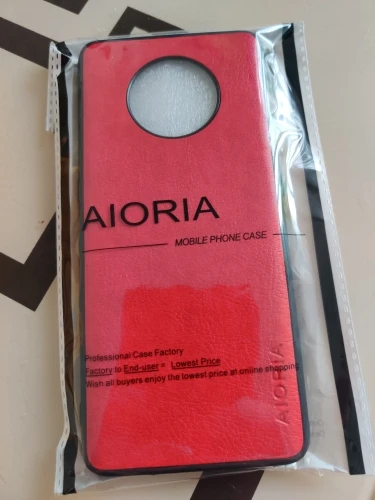 AIORIA
MOBILE PHONE CASE
Professional Case Factory
Factory to End-user = Lowest Price
Wish all buyers enjoy the lowest price at smline shopping
AIORIA